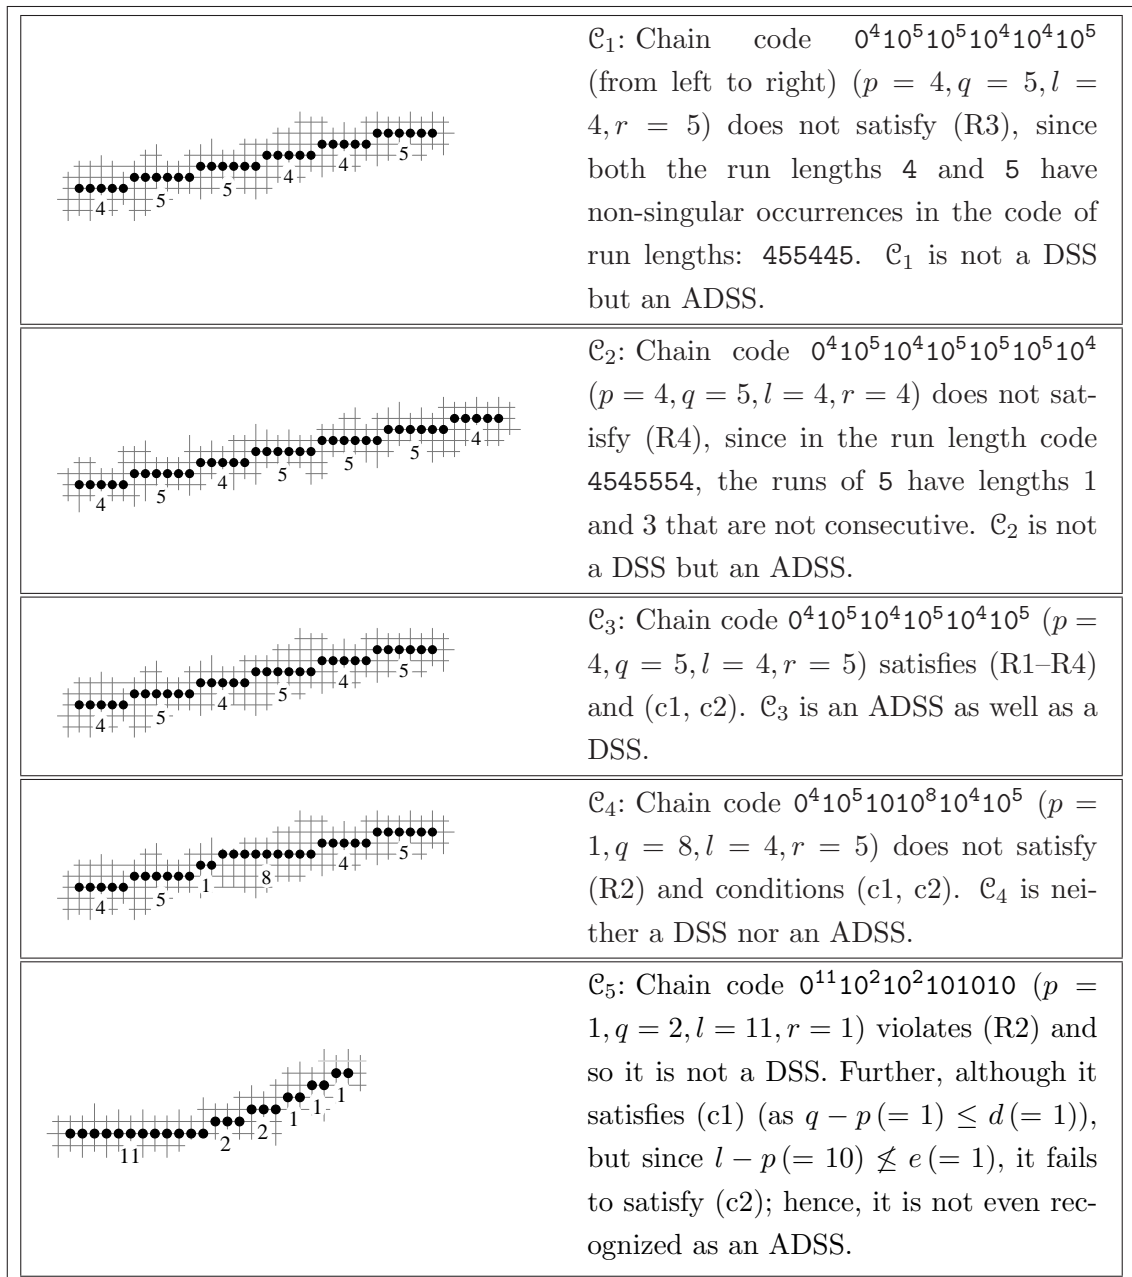 C₁: Chain code 0⁴10⁵10⁵10⁴10⁴10⁵
(from left to right) (p = 4, q = 5, l =
4, r = 5) does not satisfy (R3), since
both the run lengths 4 and 5 have
non-singular occurrences in the code of
run lengths: 455445. C₁ is not a DSS
but an ADSS.
4 5 5 4 4 5
C₂: Chain code 0⁴10⁵10⁴10⁵10⁵10⁵10⁴
(p = 4, q = 5, l = 4, r = 4) does not sat-
isfy (R4), since in the run length code
4545554, the runs of 5 have lengths 1
and 3 that are not consecutive. C₂ is not
a DSS but an ADSS.
4 5 4 5 5 5 4
C₃: Chain code 0⁴10⁵10⁴10⁵10⁴10⁵ (p =
4, q = 5, l = 4, r = 5) satisfies (R1–R4)
and (c1, c2). C₃ is an ADSS as well as a
DSS.
4 5 4 5 4 5
C₄: Chain code 0⁴10⁵1010⁸10⁴10⁵ (p =
1, q = 8, l = 4, r = 5) does not satisfy
(R2) and conditions (c1, c2). C₄ is nei-
ther a DSS nor an ADSS.
4 5 1 8 4 5
C₅: Chain code 0¹¹10²10²101010 (p =
1, q = 2, l = 11, r = 1) violates (R2) and
so it is not a DSS. Further, although it
satisfies (c1) (as q − p (= 1) ≤ d (= 1)),
but since l − p (= 10) ≰ e (= 1), it fails
to satisfy (c2); hence, it is not even rec-
ognized as an ADSS.
11 2 2 1 1 1